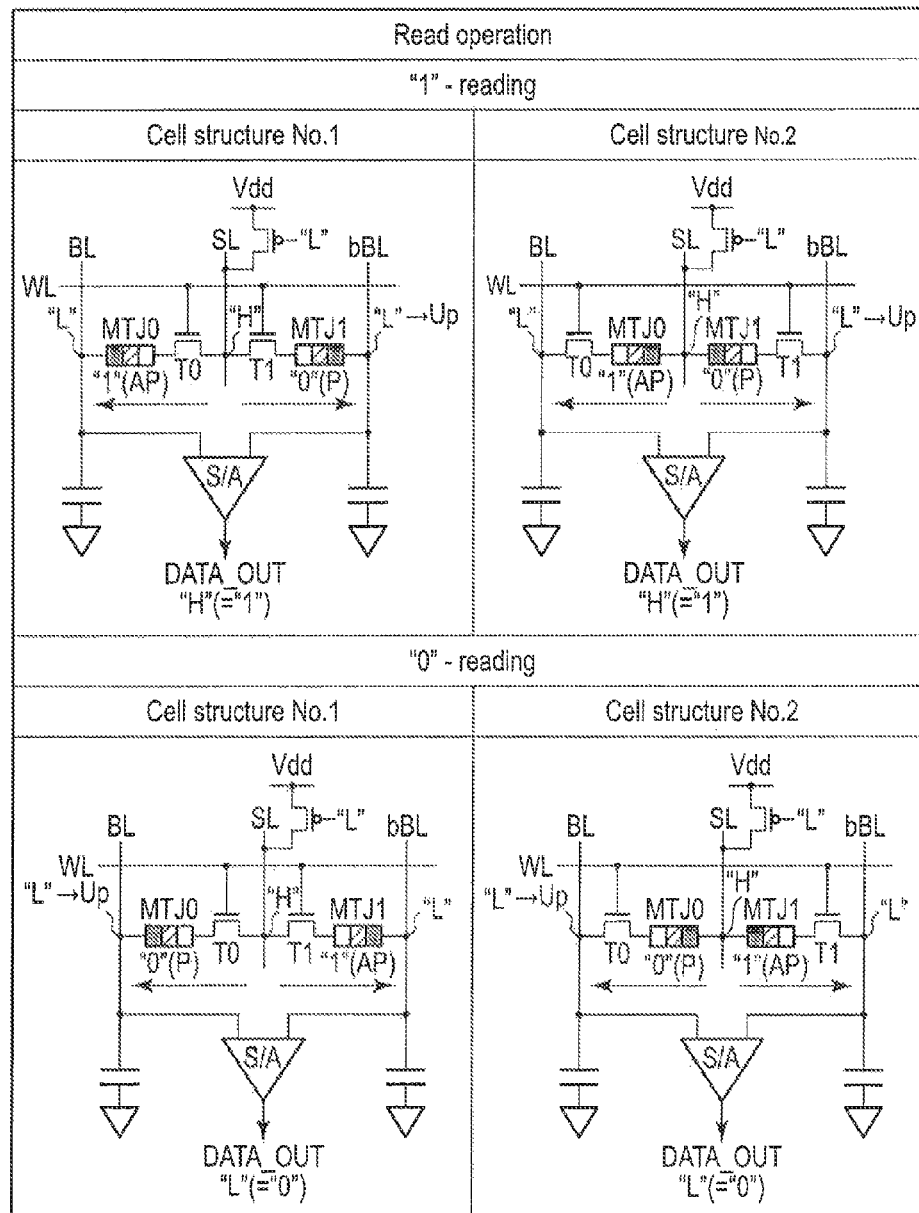 Read operation
"1" - reading
Cell structure No.1
Cell structure No.2
Vdd
BL
SL
"L"
bBL
WL
"L"
MTJ0
"H"
MTJ1
"L"→Up
"1"(AP)
T0
T1
"0"(P)
S/A
DATA_OUT
"H"(="1")
Vdd
BL
SL
"L"
bBL
WL
"L"
MTJ0
"H"
MTJ1
"L"→Up
T0
"1"(AP)
"0"(P)
T1
S/A
DATA_OUT
"H"(="1")
"0" - reading
Cell structure No.1
Cell structure No.2
Vdd
BL
SL
"L"
bBL
WL
"L"→Up
MTJ0
"H"
MTJ1
"L"
"0"(P)
T0
T1
"1"(AP)
S/A
DATA_OUT
"L"(="0")
Vdd
BL
SL
"L"
bBL
WL
"L"→Up
MTJ0
"H"
MTJ1
"L"
T0
"0"(P)
"1"(AP)
T1
S/A
DATA_OUT
"L"(="0")